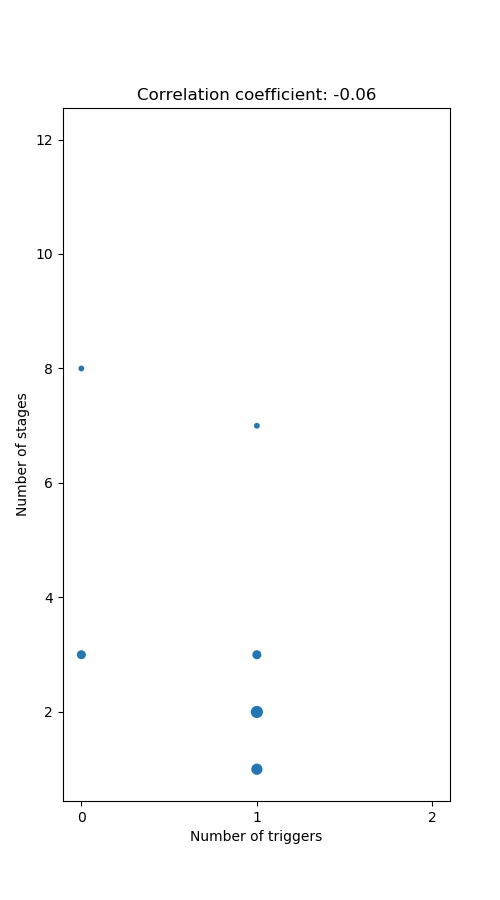 Correlation coefficient: -0.06
12
10
8
6
4
2
Number of stages
0 1 2
Number of triggers